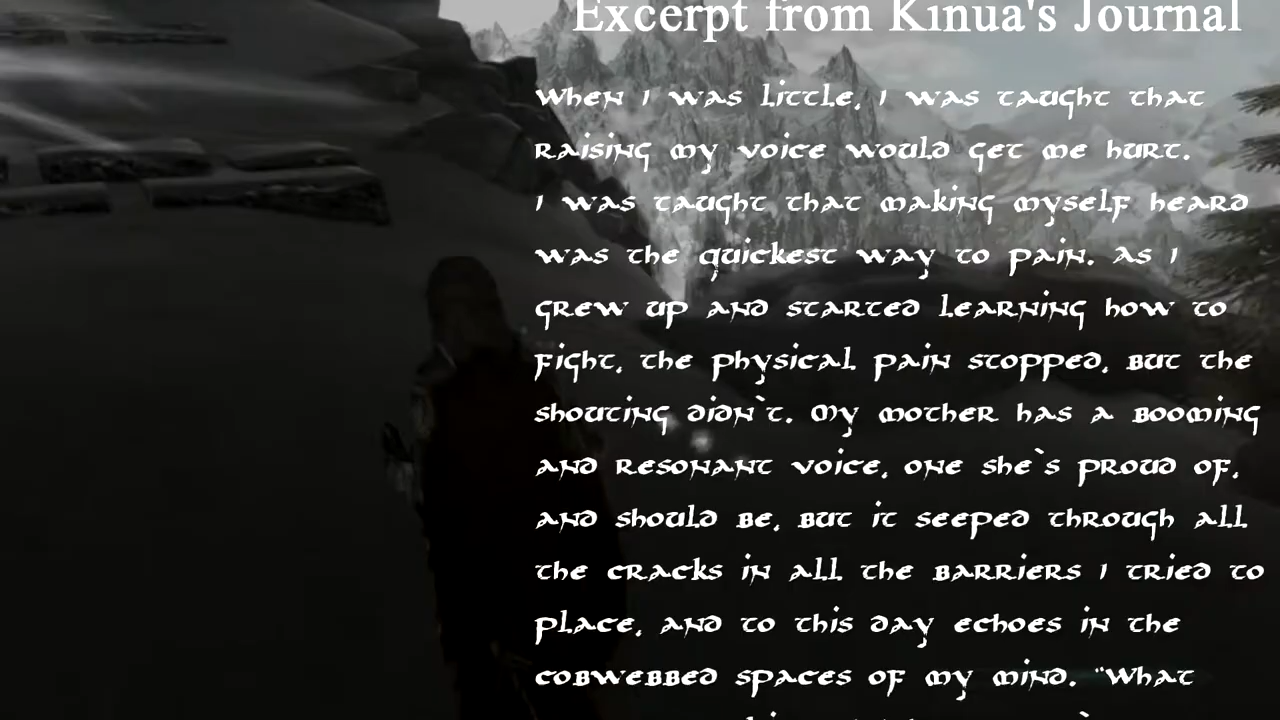 Excerpt from Kinua's Journal
When I was little, I was taught that
raising my voice would get me hurt.
I was taught that making myself heard
was the quickest way to pain. As I
grew up and started learning how to
fight, the physical pain stopped, but the
shouting didn`t. My mother has a booming
and resonant voice, one she`s proud of,
and should be, but it seeped through all
the cracks in all the barriers I tried to
place, and to this day echoes in the
cobwebbed spaces of my mind. "What